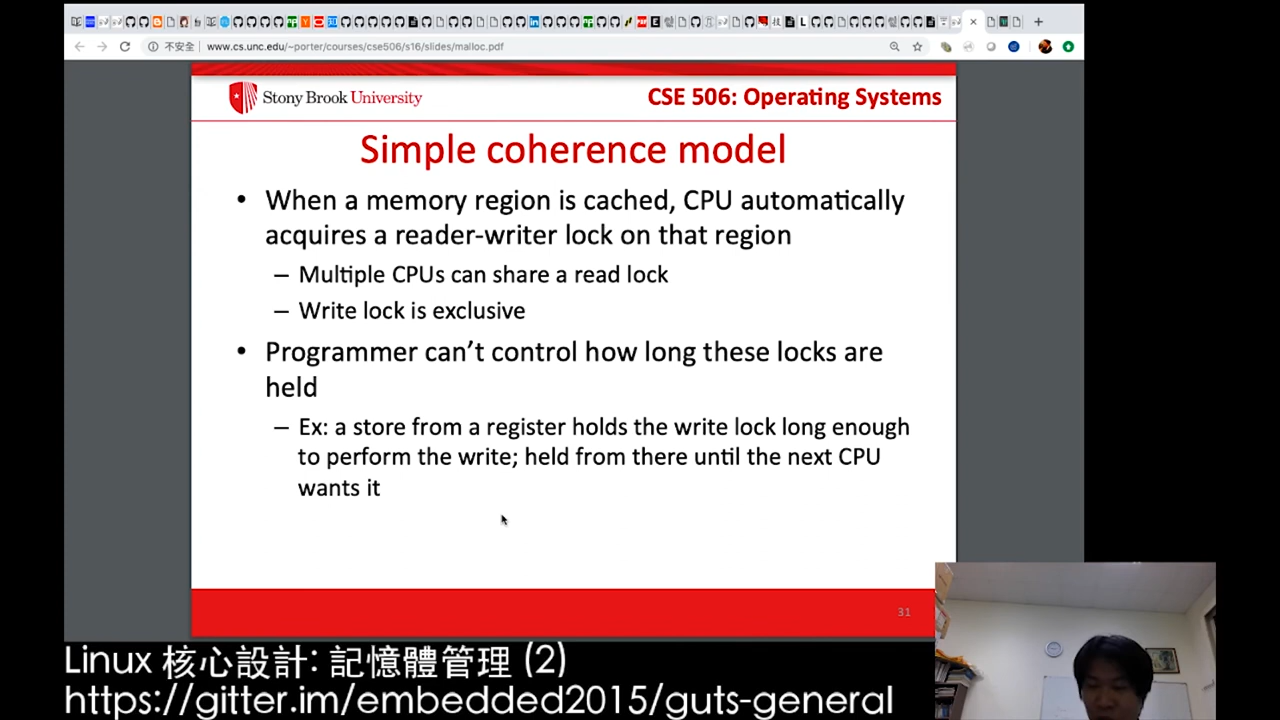 不安全 www.cs.unc.edu/~porter/courses/cse506/s16/slides/malloc.pdf
Stony Brook University
CSE 506: Operating Systems
Simple coherence model
• When a memory region is cached, CPU automatically
acquires a reader-writer lock on that region
– Multiple CPUs can share a read lock
– Write lock is exclusive
• Programmer can't control how long these locks are
held
– Ex: a store from a register holds the write lock long enough
to perform the write; held from there until the next CPU
wants it
31
Linux 核心設計: 記憶體管理 (2)
https://gitter.im/embedded2015/guts-general